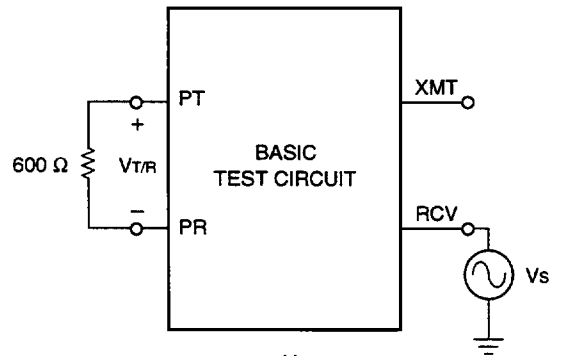 PT
XMT
+
600 Ω
VT/R
BASIC
TEST CIRCUIT
–
PR
RCV
Vs